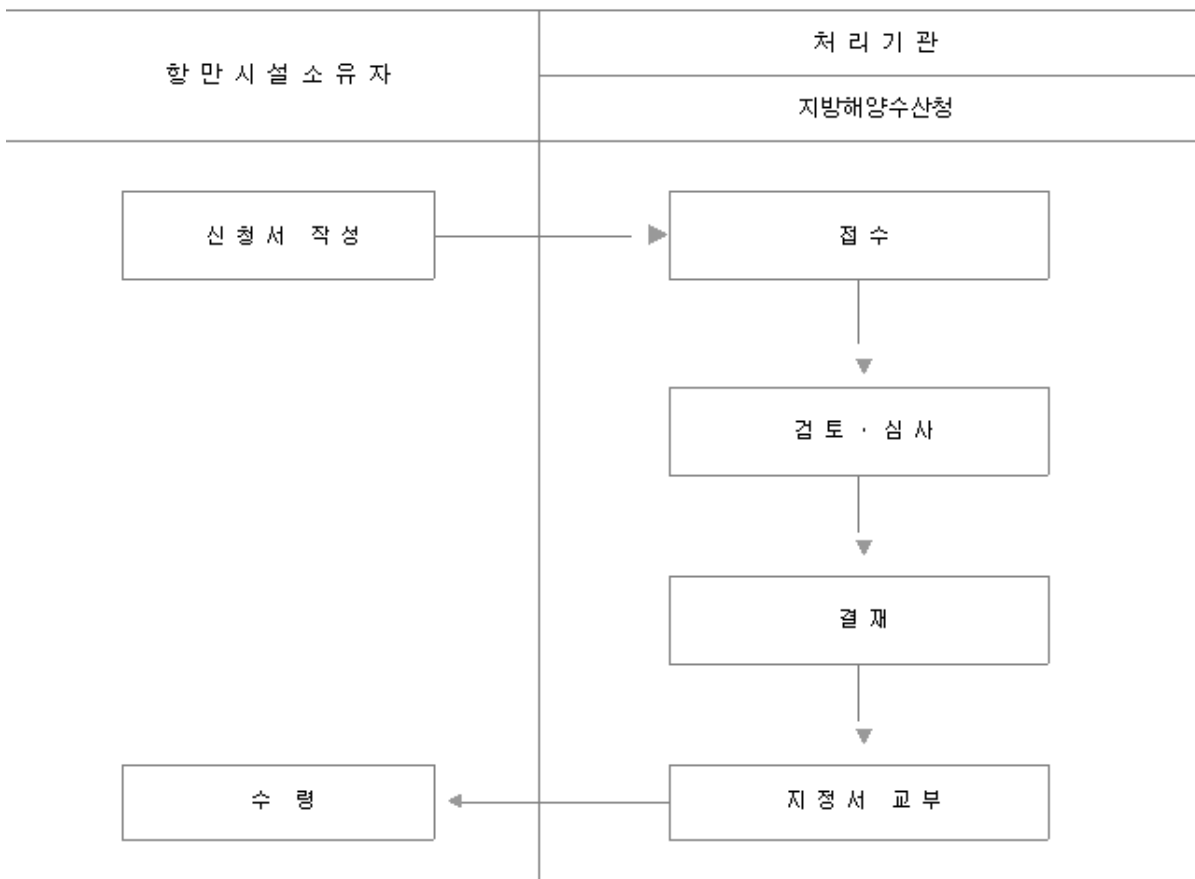 항만시설소유자
처리기관
지방해양수산청
신청서 작성
접수
검토·심사
결재
지정서 교부
수령